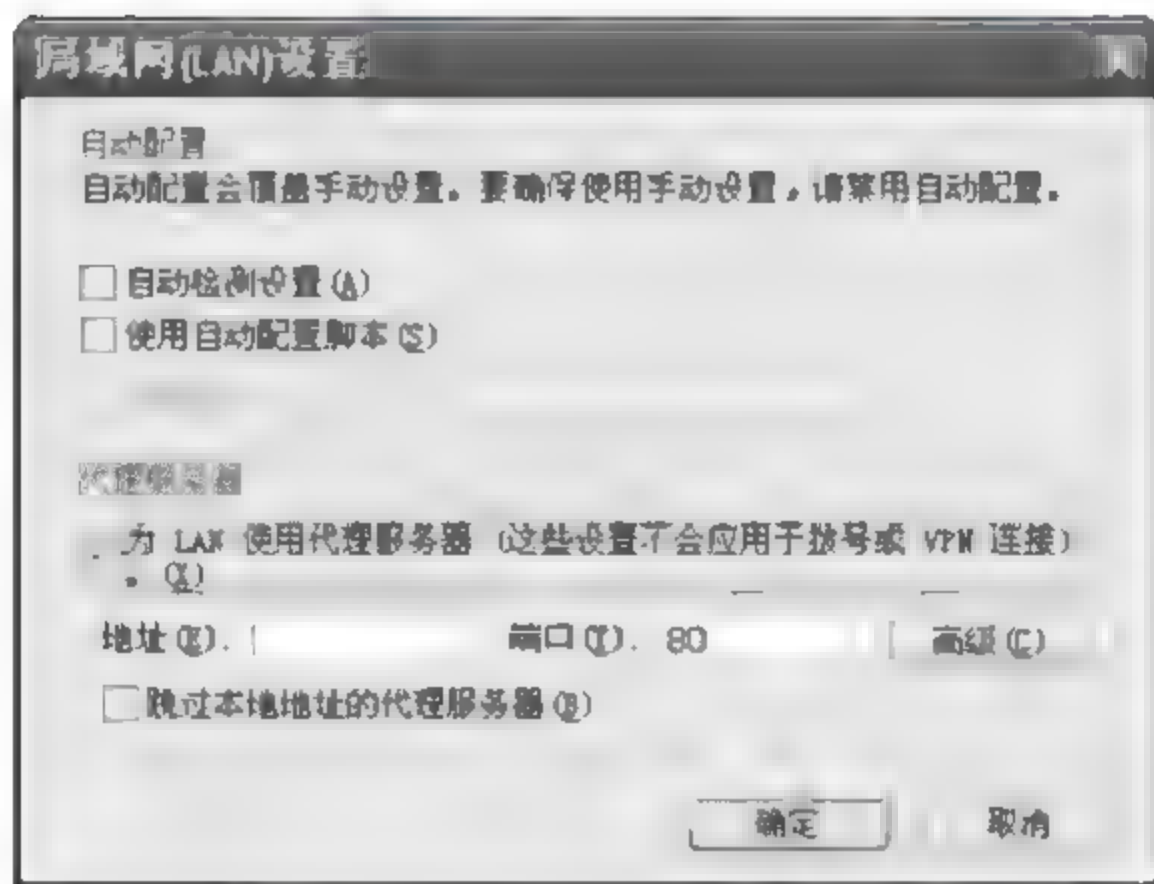 局域网(LAN)设置
自动配置
自动配置会覆盖手动设置。要确保使用手动设置,请禁用自动配置。
自动检测设置(A)
使用自动配置脚本(S)
代理服务器
为 LAN 使用代理服务器 (这些设置不会应用于拨号或 VPN 连接)
。(X)
地址(E): 端口(T): 80 高级(C)
跳过本地地址的代理服务器(B)
确定 取消